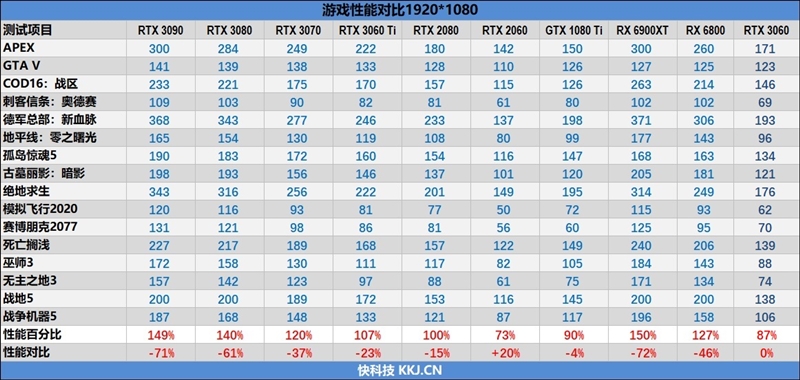 游戏性能对比1920*1080
测试项目 RTX 3090 RTX 3080 RTX 3070 RTX 3060 Ti RTX 2080 RTX 2060 GTX 1080 Ti RX 6900XT RX 6800 RTX 3060
APEX 300 284 249 222 180 142 150 300 260 171
GTA V 141 139 138 133 128 110 126 127 125 123
COD16：战区 233 221 175 170 157 115 126 263 214 146
刺客信条：奥德赛 109 103 90 82 81 61 80 102 102 69
德军总部：新血脉 368 343 277 246 233 137 198 371 306 193
地平线：零之曙光 165 154 130 119 108 80 99 177 143 96
孤岛惊魂5 190 183 172 160 154 116 147 168 163 134
古墓丽影：暗影 198 193 156 146 137 101 120 205 181 121
绝地求生 343 316 256 222 201 149 195 314 249 176
模拟飞行2020 120 116 93 81 77 50 72 115 93 62
赛博朋克2077 131 121 98 86 81 56 60 125 95 70
死亡搁浅 227 217 189 168 157 122 149 240 206 139
巫师3 172 158 130 111 117 82 105 184 143 88
无主之地3 157 142 123 97 88 61 75 171 134 74
战地5 200 200 189 172 153 116 145 200 200 138
战争机器5 187 168 148 133 121 87 117 196 158 106
性能百分比 149% 140% 120% 107% 100% 73% 90% 150% 127% 87%
性能对比 -71% -61% -37% -23% -15% +20% -4% -72% -46% 0%
快科技 KKJ.CN